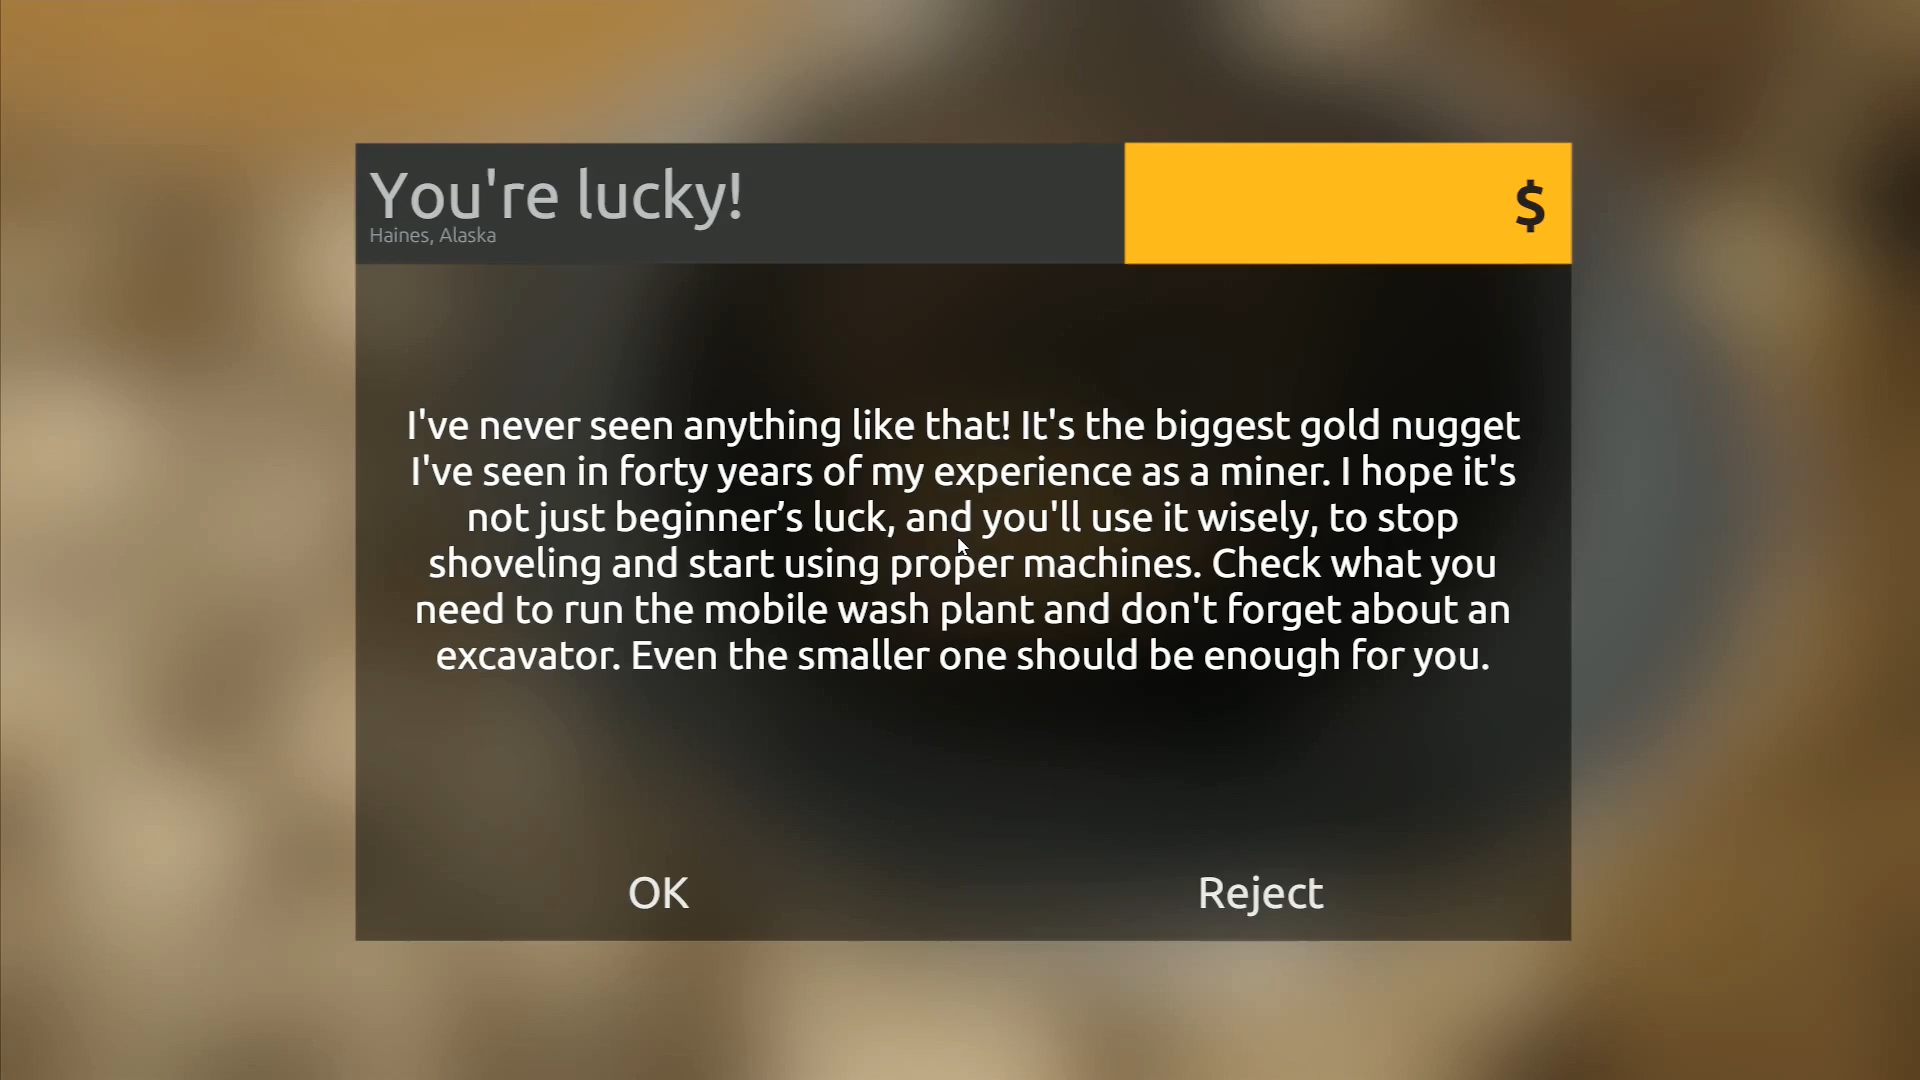 You're lucky!
Haines, Alaska
$
I've never seen anything like that! It's the biggest gold nugget
I've seen in forty years of my experience as a miner. I hope it's
not just beginner’s luck, and you'll use it wisely, to stop
shoveling and start using proper machines. Check what you
need to run the mobile wash plant and don't forget about an
excavator. Even the smaller one should be enough for you.
OK
Reject